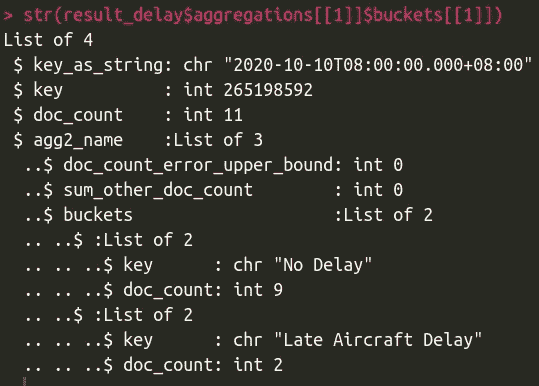 > str(result_delay$aggregations[[1]]$buckets[[1]])
List of 4
 $ key_as_string: chr "2020-10-10T08:00:00.000+08:00"
 $ key          : int 265198592
 $ doc_count    : int 11
 $ agg2_name    :List of 3
  ..$ doc_count_error_upper_bound: int 0
  ..$ sum_other_doc_count        : int 0
  ..$ buckets                    :List of 2
  .. ..$ :List of 2
  .. .. ..$ key      : chr "No Delay"
  .. .. ..$ doc_count: int 9
  .. ..$ :List of 2
  .. .. ..$ key      : chr "Late Aircraft Delay"
  .. .. ..$ doc_count: int 2